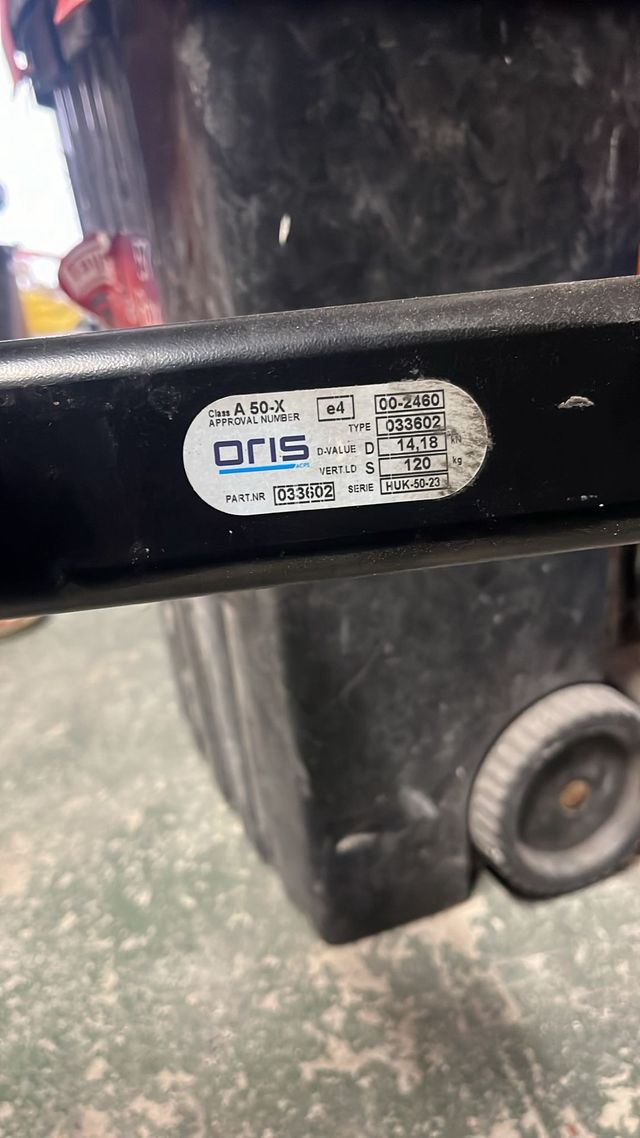 Class A 50-X e4 00-2460
APPROVAL NUMBER
TYPE 033602
ORIS D-VALUE D 14,18 kN
ACPS VERT.LD S 120 kg
PART.NR 033602 SERIE HUK-50-23